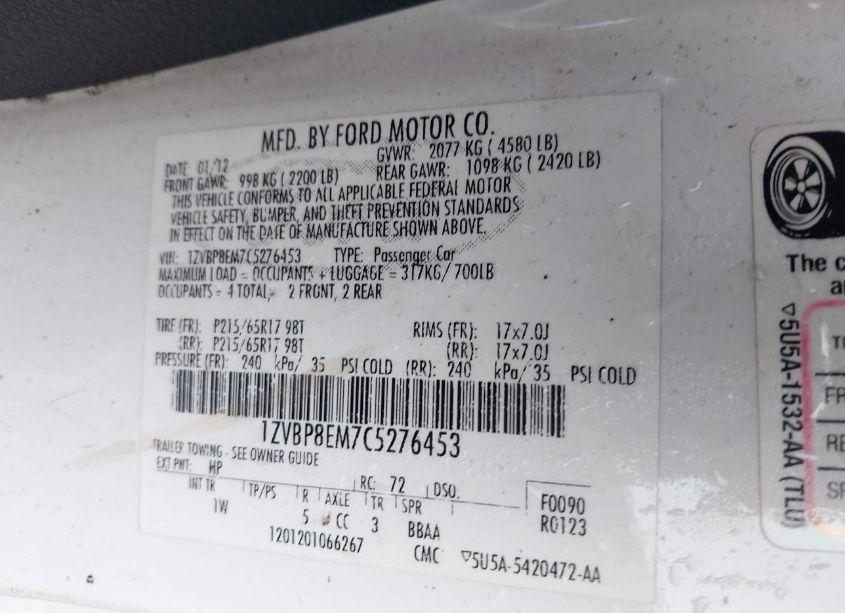 MFD. BY FORD MOTOR CO.
DATE: 01/12 GVWR: 2077 KG ( 4580 LB)
FRONT GAWR: 998 KG ( 2200 LB) REAR GAWR: 1098 KG ( 2420 LB)
THIS VEHICLE CONFORMS TO ALL APPLICABLE FEDERAL MOTOR
VEHICLE SAFETY, BUMPER, AND THEFT PREVENTION STANDARDS
IN EFFECT ON THE DATE OF MANUFACTURE SHOWN ABOVE.
VIN: 1ZVBP8EM7C5276453 TYPE: Passenger Car
MAXIMUM LOAD = OCCUPANTS + LUGGAGE = 317KG/ 700LB
OCCUPANTS = 4 TOTAL, 2 FRONT, 2 REAR
TIRE (FR): P215/65R17 98T RIMS (FR): 17x7.0J
(RR): P215/65R17 98T (RR): 17x7.0J
PRESSURE (FR): 240 kPa/ 35 PSI COLD (RR): 240 kPa/ 35 PSI COLD
1ZVBP8EM7C5276453
TRAILER TOWING - SEE OWNER GUIDE
EXT PNT: HP RC: 72 DSO:
INT TR TP/PS R AXLE TR SPR F0090
1W 5 CC 3 BBAA R0123
1201201066267 CMC ▽5U5A-5420472-AA
The c
a
▽5U5A-1532-AA (TLU)
FR
RE
SP